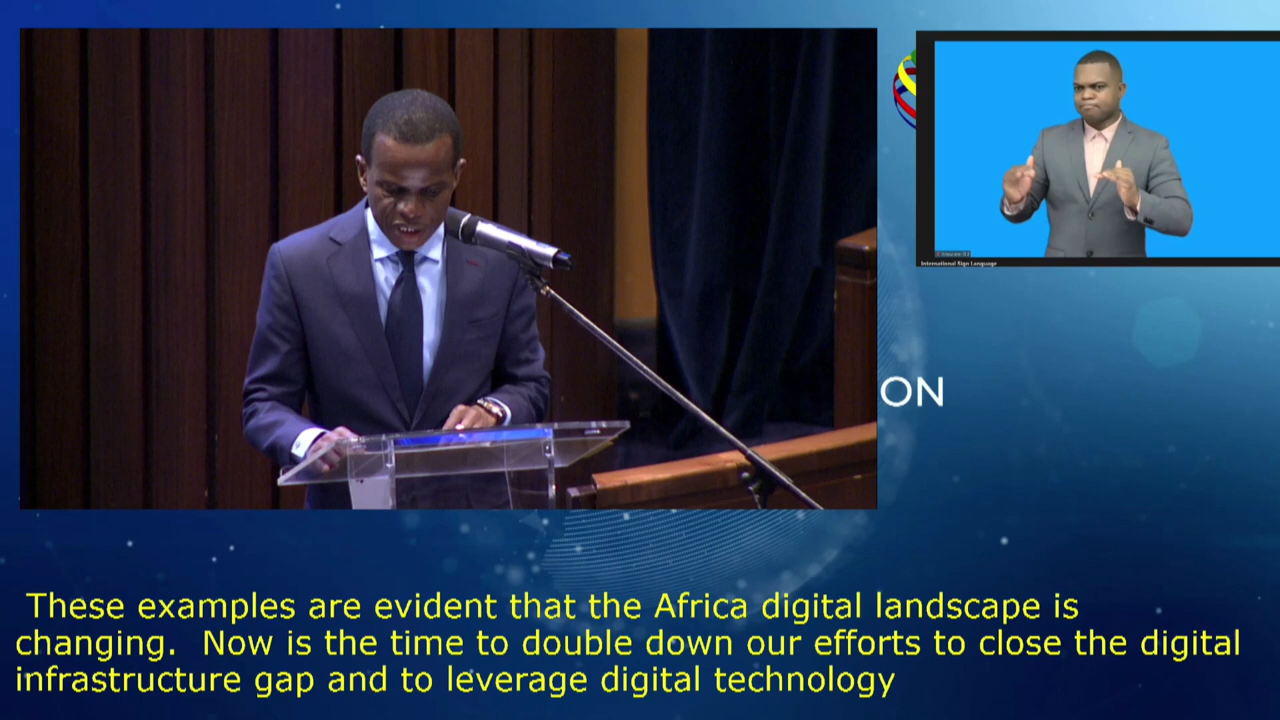 International Sign Language
ON
These examples are evident that the Africa digital landscape is
changing.  Now is the time to double down our efforts to close the digital
infrastructure gap and to leverage digital technology